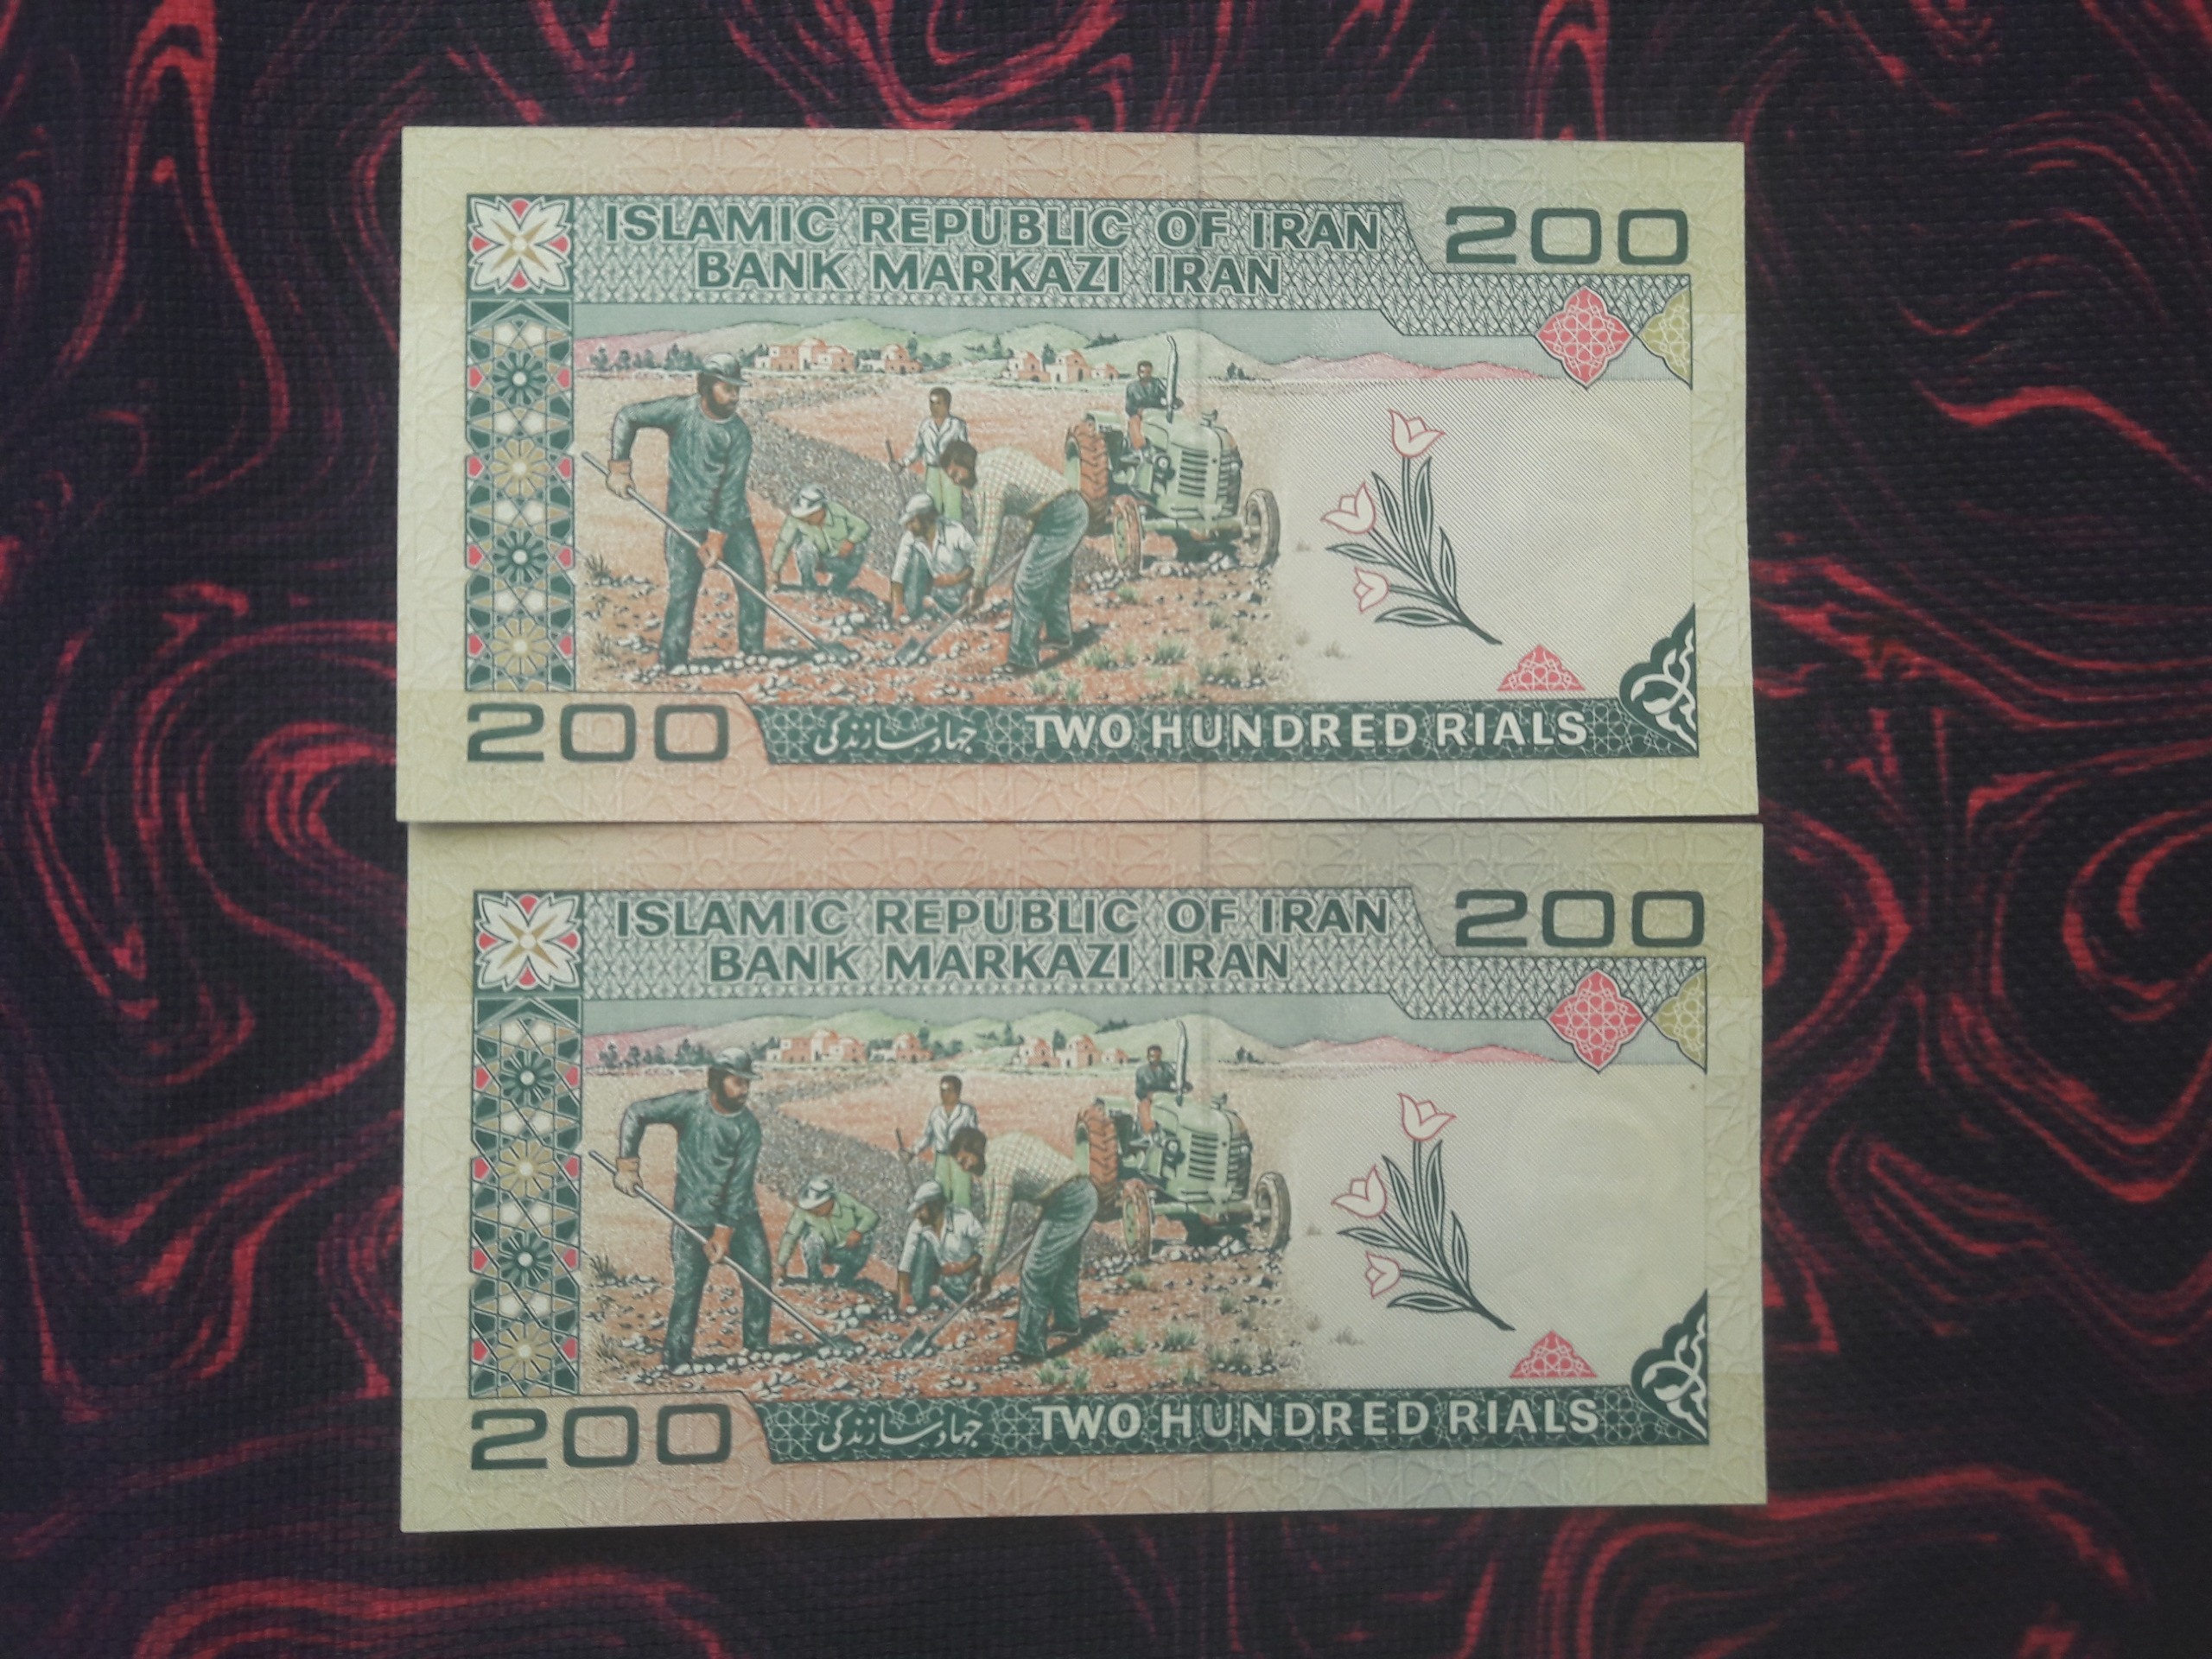 ISLAMIC REPUBLIC OF IRAN 200
BANK MARKAZI IRAN
200 جهاد سازندگی TWO HUNDRED RIALS
ISLAMIC REPUBLIC OF IRAN 200
BANK MARKAZI IRAN
200 جهاد سازندگی TWO HUNDRED RIALS